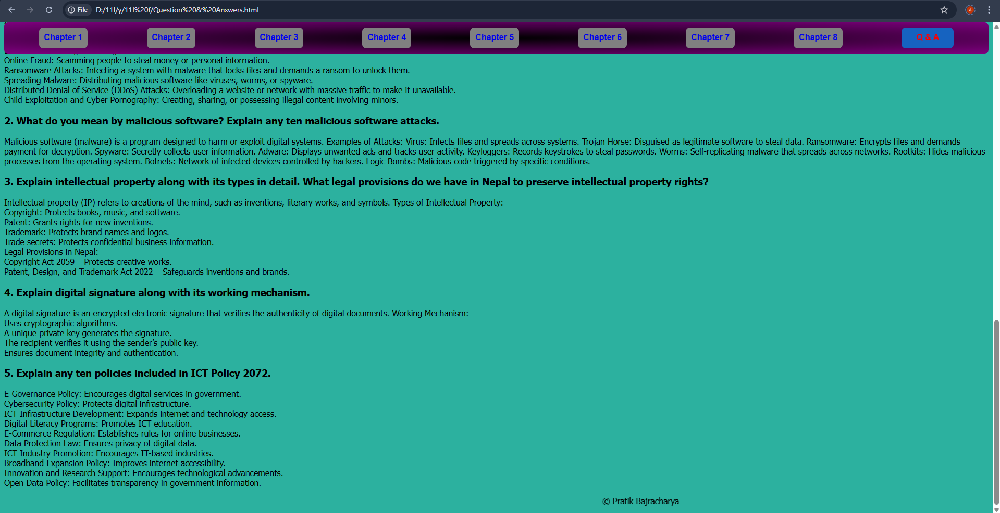 File D:/11I/y/11I%20f/Question%20&%20Answers.html A
Chapter 1 Chapter 2 Chapter 3 Chapter 4 Chapter 5 Chapter 6 Chapter 7 Chapter 8 Q & A
Online Fraud: Scamming people to steal money or personal information.
Ransomware Attacks: Infecting a system with malware that locks files and demands a ransom to unlock them.
Spreading Malware: Distributing malicious software like viruses, worms, or spyware.
Distributed Denial of Service (DDoS) Attacks: Overloading a website or network with massive traffic to make it unavailable.
Child Exploitation and Cyber Pornography: Creating, sharing, or possessing illegal content involving minors.
2. What do you mean by malicious software? Explain any ten malicious software attacks.
Malicious software (malware) is a program designed to harm or exploit digital systems. Examples of Attacks: Virus: Infects files and spreads across systems. Trojan Horse: Disguised as legitimate software to steal data. Ransomware: Encrypts files and demands
payment for decryption. Spyware: Secretly collects user information. Adware: Displays unwanted ads and tracks user activity. Keyloggers: Records keystrokes to steal passwords. Worms: Self-replicating malware that spreads across networks. Rootkits: Hides malicious
processes from the operating system. Botnets: Network of infected devices controlled by hackers. Logic Bombs: Malicious code triggered by specific conditions.
3. Explain intellectual property along with its types in detail. What legal provisions do we have in Nepal to preserve intellectual property rights?
Intellectual property (IP) refers to creations of the mind, such as inventions, literary works, and symbols. Types of Intellectual Property:
Copyright: Protects books, music, and software.
Patent: Grants rights for new inventions.
Trademark: Protects brand names and logos.
Trade secrets: Protects confidential business information.
Legal Provisions in Nepal:
Copyright Act 2059 – Protects creative works.
Patent, Design, and Trademark Act 2022 – Safeguards inventions and brands.
4. Explain digital signature along with its working mechanism.
A digital signature is an encrypted electronic signature that verifies the authenticity of digital documents. Working Mechanism:
Uses cryptographic algorithms.
A unique private key generates the signature.
The recipient verifies it using the sender’s public key.
Ensures document integrity and authentication.
5. Explain any ten policies included in ICT Policy 2072.
E-Governance Policy: Encourages digital services in government.
Cybersecurity Policy: Protects digital infrastructure.
ICT Infrastructure Development: Expands internet and technology access.
Digital Literacy Programs: Promotes ICT education.
E-Commerce Regulation: Establishes rules for online businesses.
Data Protection Law: Ensures privacy of digital data.
ICT Industry Promotion: Encourages IT-based industries.
Broadband Expansion Policy: Improves internet accessibility.
Innovation and Research Support: Encourages technological advancements.
Open Data Policy: Facilitates transparency in government information.
© Pratik Bajracharya